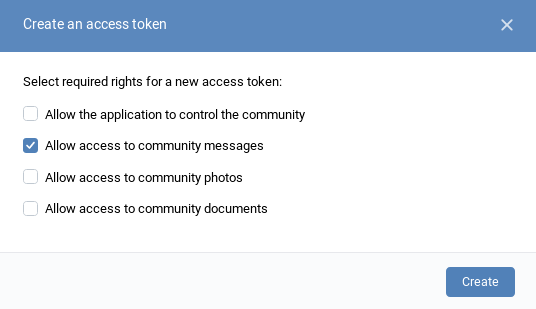 Create an access token
Select required rights for a new access token:
Allow the application to control the community
Allow access to community messages
Allow access to community photos
Allow access to community documents
Create